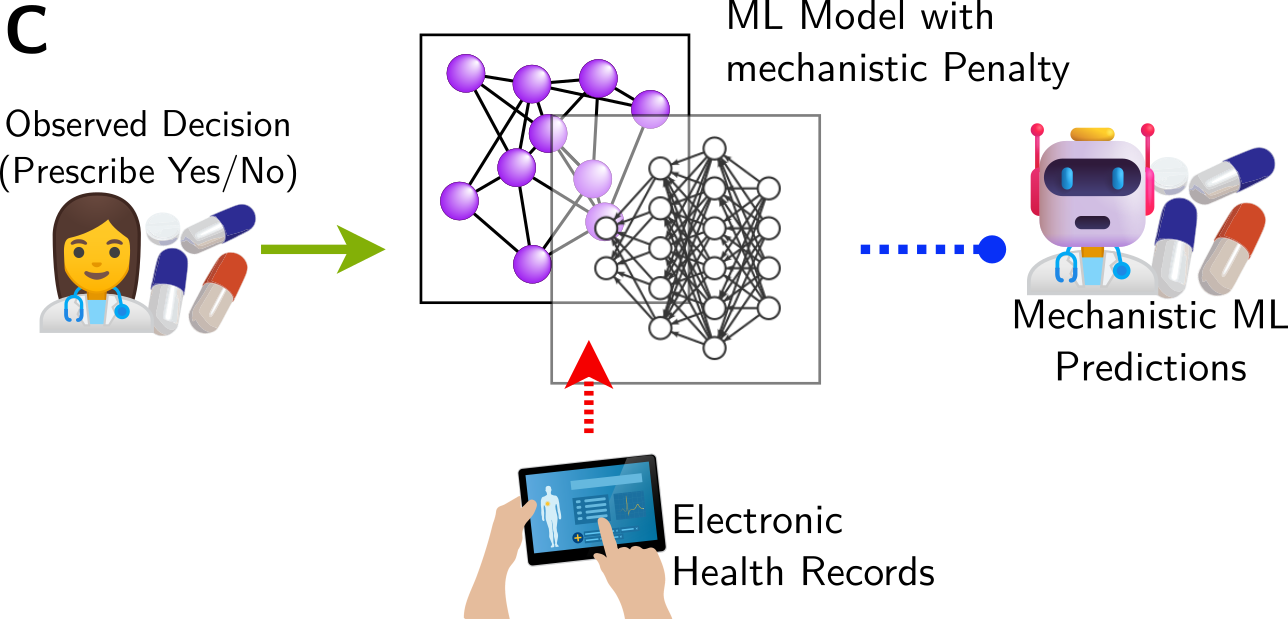 C
ML Model with
mechanistic Penalty
Observed Decision
(Prescribe Yes/No)
Mechanistic ML
Predictions
Electronic
Health Records